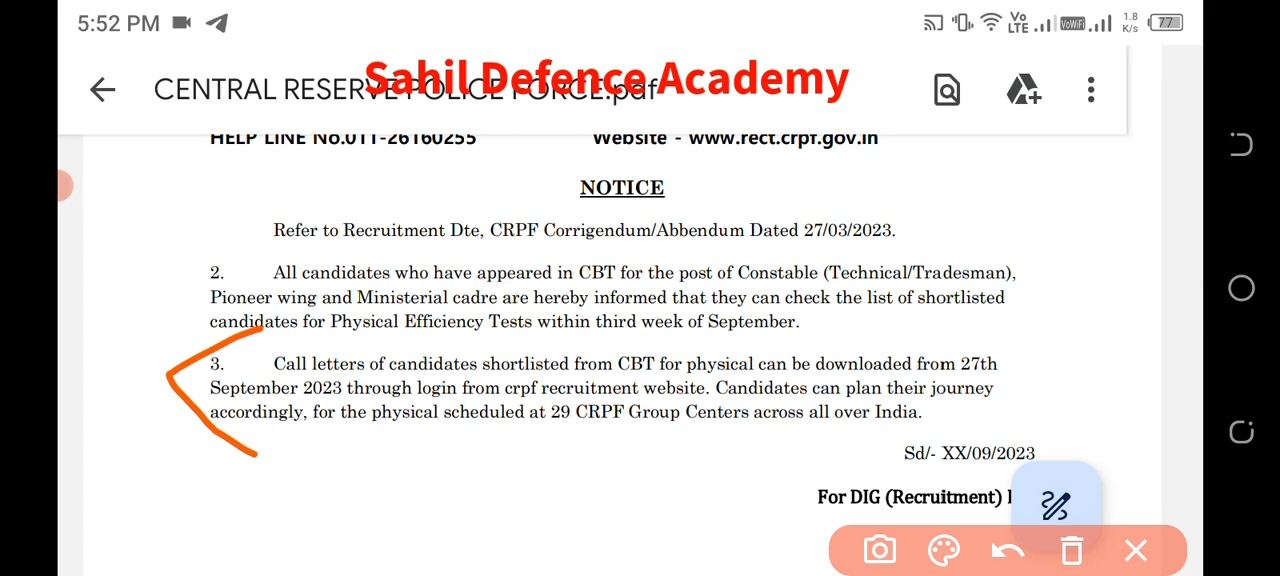 5:52 PM
Vo LTE VoWiFi 1.8 K/s 77
Sahil Defence Academy
CENTRAL RESERVE POLICE FORCE.pdf
HELP LINE No.011-26160255 Website - www.rect.crpf.gov.in
NOTICE
Refer to Recruitment Dte, CRPF Corrigendum/Abbendum Dated 27/03/2023.
2. All candidates who have appeared in CBT for the post of Constable (Technical/Tradesman),
Pioneer wing and Ministerial cadre are hereby informed that they can check the list of shortlisted
candidates for Physical Efficiency Tests within third week of September.
3. Call letters of candidates shortlisted from CBT for physical can be downloaded from 27th
September 2023 through login from crpf recruitment website. Candidates can plan their journey
accordingly, for the physical scheduled at 29 CRPF Group Centers across all over India.
Sd/- XX/09/2023
For DIG (Recruitment)